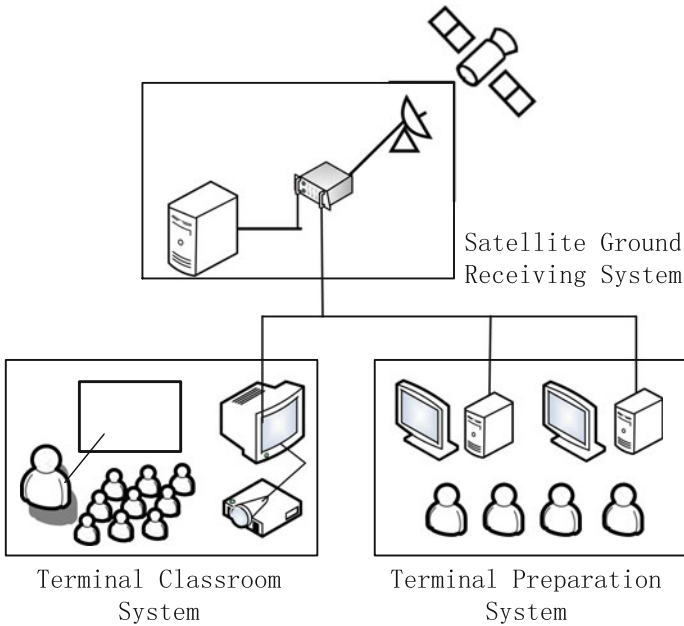 Satellite Ground
Receiving System
Terminal Classroom
System
Terminal Preparation
System